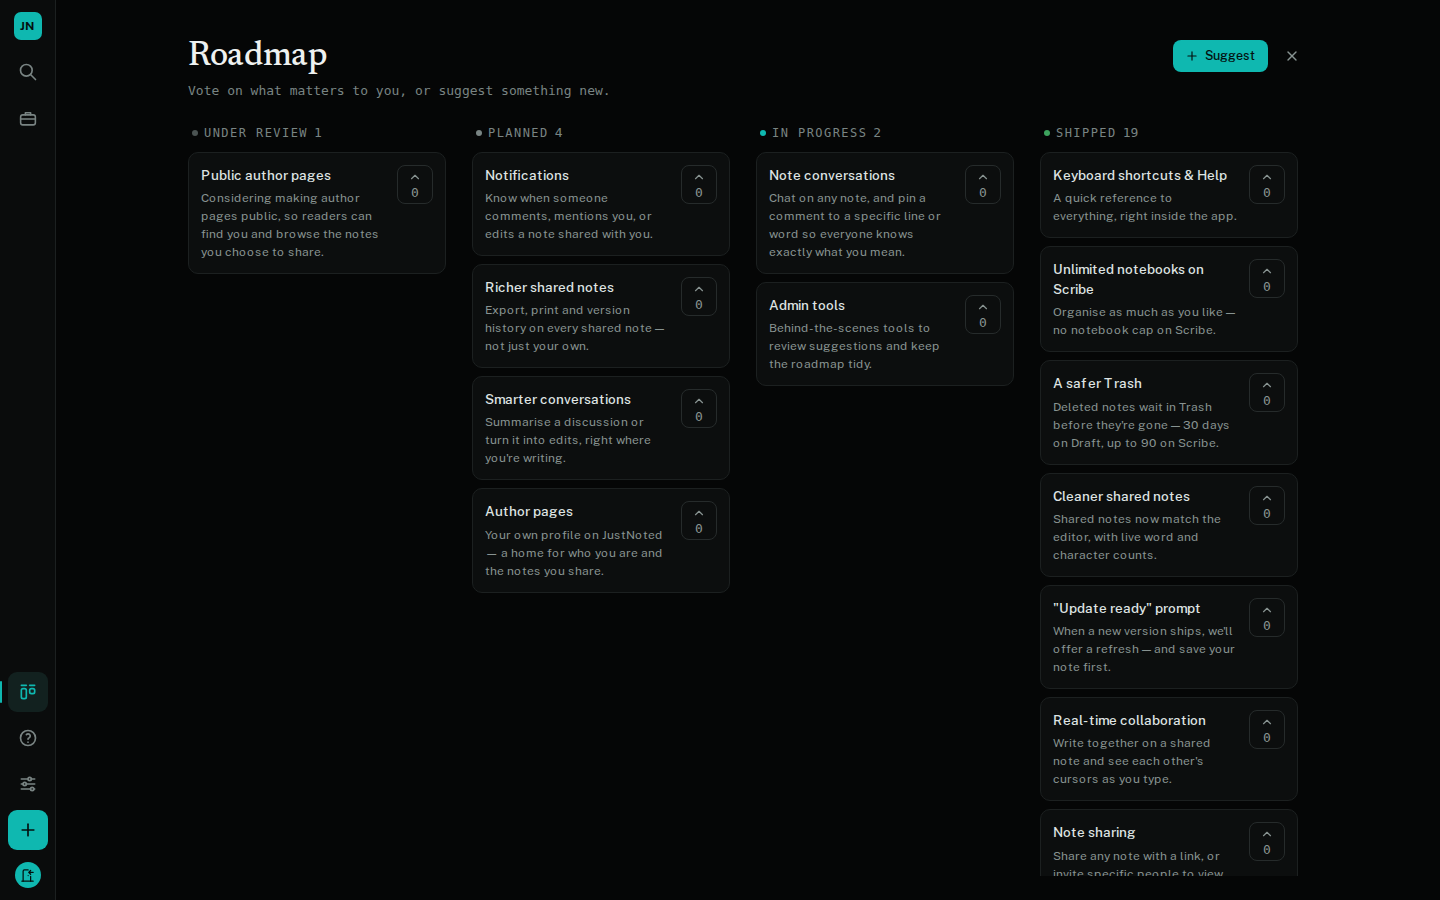 JN
Roadmap
+ Suggest
Vote on what matters to you, or suggest something new.
UNDER REVIEW 1
Public author pages
0
Considering making author
pages public, so readers can
find you and browse the notes
you choose to share.
PLANNED 4
Notifications
0
Know when someone
comments, mentions you, or
edits a note shared with you.
Richer shared notes
0
Export, print and version
history on every shared note —
not just your own.
Smarter conversations
0
Summarise a discussion or
turn it into edits, right where
you're writing.
Author pages
0
Your own profile on JustNoted
— a home for who you are and
the notes you share.
IN PROGRESS 2
Note conversations
0
Chat on any note, and pin a
comment to a specific line or
word so everyone knows
exactly what you mean.
Admin tools
0
Behind-the-scenes tools to
review suggestions and keep
the roadmap tidy.
SHIPPED 19
Keyboard shortcuts & Help
0
A quick reference to
everything, right inside the app.
Unlimited notebooks on
Scribe
0
Organise as much as you like —
no notebook cap on Scribe.
A safer Trash
0
Deleted notes wait in Trash
before they're gone — 30 days
on Draft, up to 90 on Scribe.
Cleaner shared notes
0
Shared notes now match the
editor, with live word and
character counts.
"Update ready" prompt
0
When a new version ships, we'll
offer a refresh — and save your
note first.
Real-time collaboration
0
Write together on a shared
note and see each other's
cursors as you type.
Note sharing
0
Share any note with a link, or
invite specific people to view